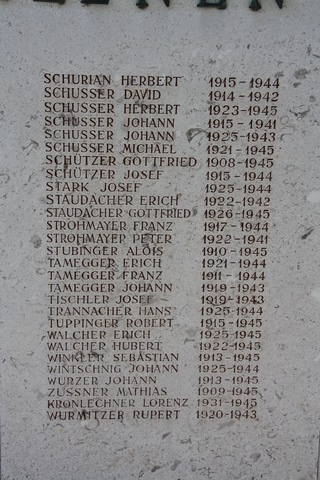 SCHURIAN HERBERT 1915-1944
SCHUSSER DAVID 1914-1942
SCHUSSER HERBERT 1923-1945
SCHUSSER JOHANN 1915-1941
SCHUSSER JOHANN 1925-1943
SCHUSSER MICHAEL 1921-1945
SCHÜTZER GOTTFRIED 1908-1945
SCHÜTZER JOSEF 1915-1944
STARK JOSEF 1925-1944
STAUDACHER ERICH 1922-1942
STAUDACHER GOTTFRIED 1926-1945
STROHMAYER FRANZ 1917-1944
STROHMAYER PETER 1922-1941
STUBINGER ALOIS 1910-1945
TAMEGGER ERICH 1921-1944
TAMEGGER FRANZ 1911-1944
TAMEGGER JOHANN 1919-1943
TISCHLER JOSEF 1919-1943
TRANNACHER HANS 1925-1944
TUPPINGER ROBERT 1915-1945
WALCHER ERICH 1925-1945
WALCHER HUBERT 1922-1945
WINKLER SEBASTIAN 1913-1945
WINTSCHNIG JOHANN 1925-1944
WURZER JOHANN 1913-1945
ZUSSNER MATHIAS 1909-1945
KRONLECHNER LORENZ 1931-1945
WURMITZER RUPERT 1920-1943